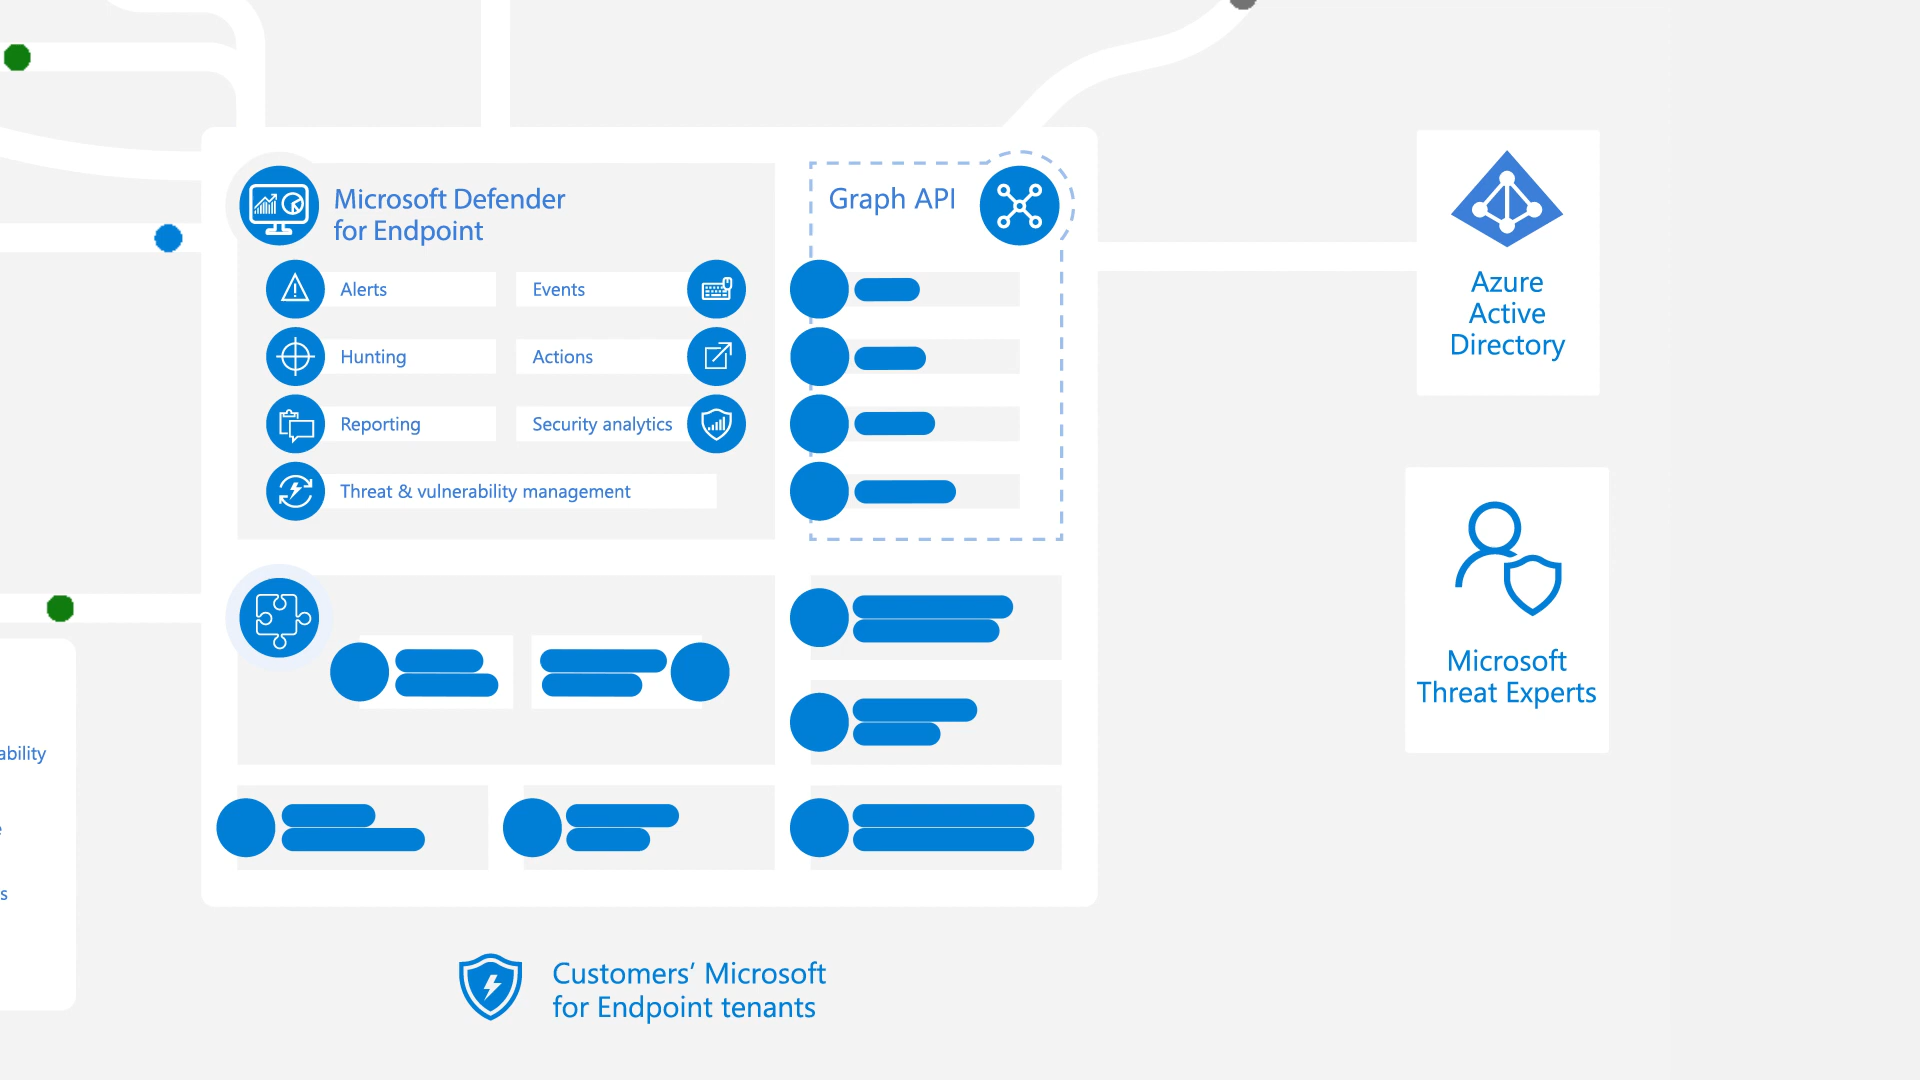 Microsoft Defender
for Endpoint
Alerts
Events
Hunting
Actions
Reporting
Security analytics
Threat & vulnerability management
Graph API
Azure
Active
Directory
Microsoft
Threat Experts
ability
s
Customers’ Microsoft
for Endpoint tenants